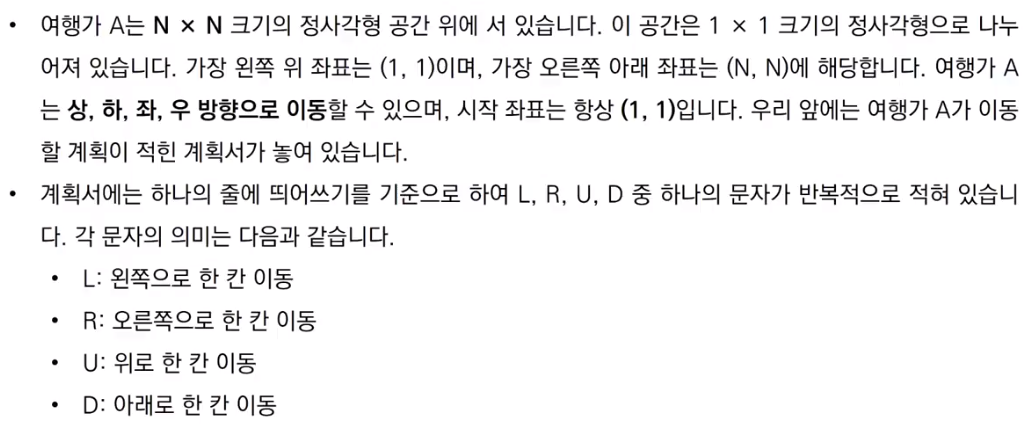 • 여행가 A는 N × N 크기의 정사각형 공간 위에 서 있습니다. 이 공간은 1 × 1 크기의 정사각형으로 나누
어져 있습니다. 가장 왼쪽 위 좌표는 (1, 1)이며, 가장 오른쪽 아래 좌표는 (N, N)에 해당합니다. 여행가 A
는 상, 하, 좌, 우 방향으로 이동할 수 있으며, 시작 좌표는 항상 (1, 1)입니다. 우리 앞에는 여행가 A가 이동
할 계획이 적힌 계획서가 놓여 있습니다.
• 계획서에는 하나의 줄에 띄어쓰기를 기준으로 하여 L, R, U, D 중 하나의 문자가 반복적으로 적혀 있습니
다. 각 문자의 의미는 다음과 같습니다.
• L: 왼쪽으로 한 칸 이동
• R: 오른쪽으로 한 칸 이동
• U: 위로 한 칸 이동
• D: 아래로 한 칸 이동